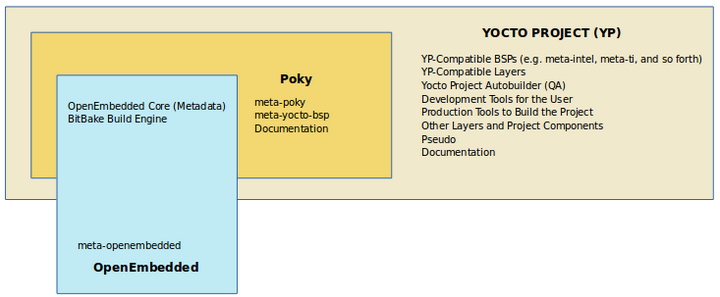 YOCTO PROJECT (YP)
YP-Compatible BSPs (e.g. meta-intel, meta-ti, and so forth)
YP-Compatible Layers
Yocto Project Autobuilder (QA)
Development Tools for the User
Production Tools to Build the Project
Other Layers and Project Components
Pseudo
Documentation
Poky
meta-poky
meta-yocto-bsp
Documentation
OpenEmbedded Core (Metadata)
BitBake Build Engine
meta-openembedded
OpenEmbedded